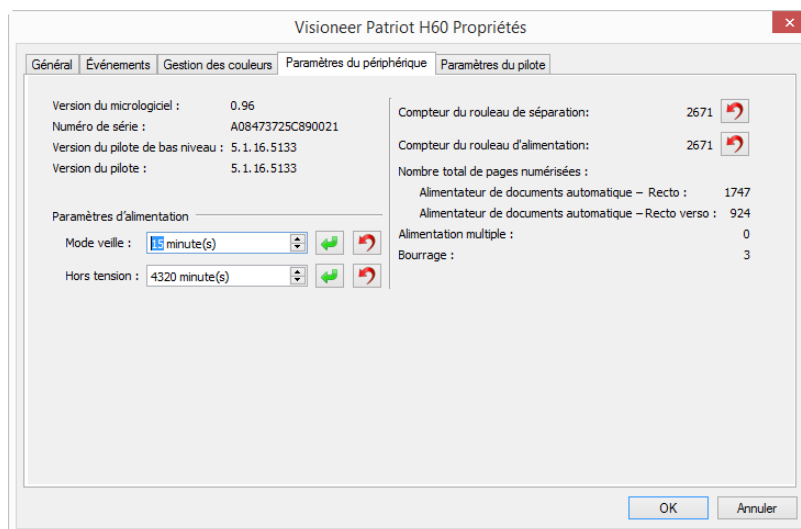 Visioneer Patriot H60 Propriétés
Général
Événements
Gestion des couleurs
Paramètres du périphérique
Paramètres du pilote
Version du micrologiciel : 0.96
Numéro de série : A08473725C890021
Version du pilote de bas niveau : 5.1.16.5133
Version du pilote : 5.1.16.5133
Paramètres d'alimentation
Mode veille : 15 minute(s)
Hors tension : 4320 minute(s)
Compteur du rouleau de séparation: 2671
Compteur du rouleau d'alimentation: 2671
Nombre total de pages numérisées :
Alimentateur de documents automatique – Recto : 1747
Alimentateur de documents automatique – Recto verso : 924
Alimentation multiple : 0
Bourrage : 3
OK
Annuler